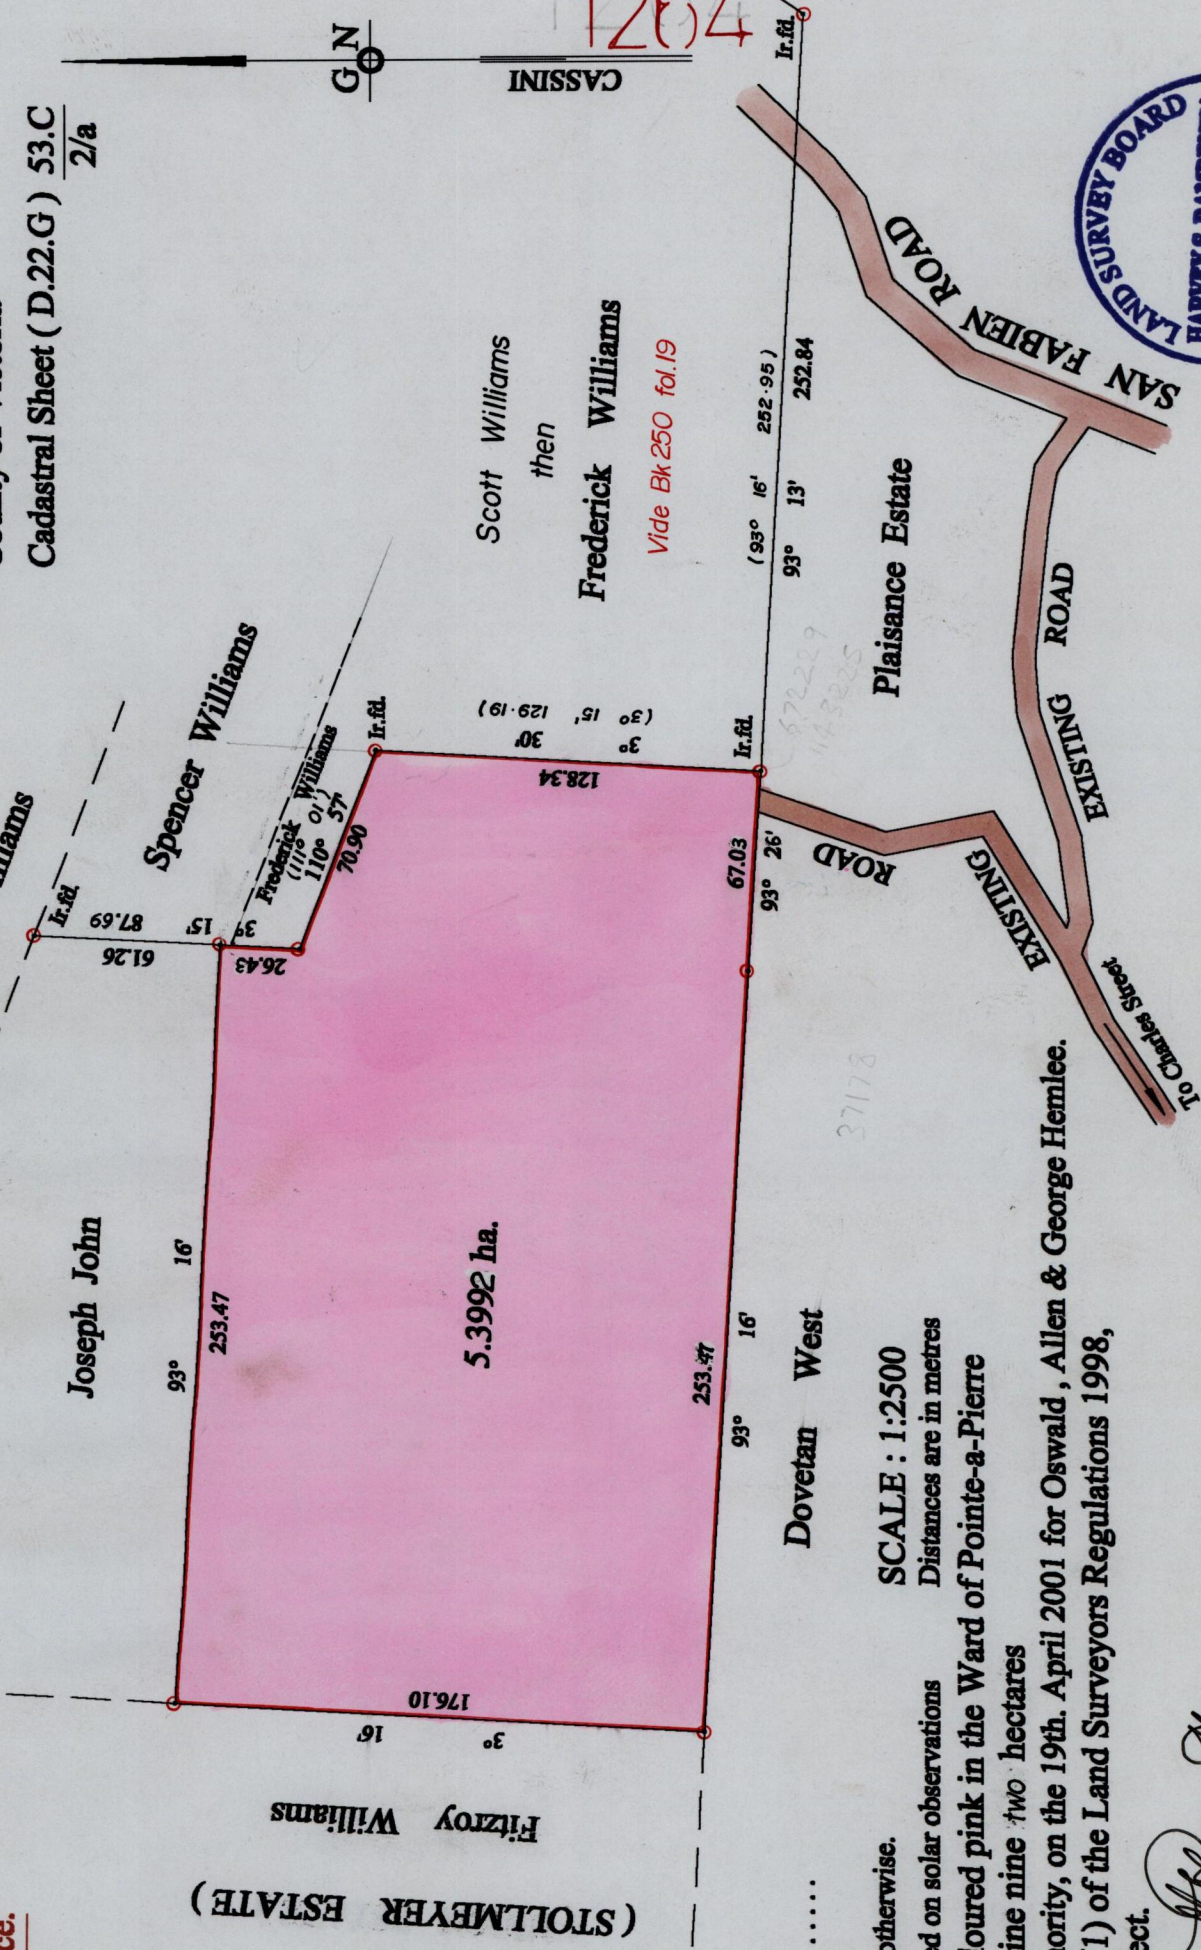 Cadastral Sheet ( D.22.G ) 53.C
2/a
G N
CASSINI
Ir.fd.
Spencer Williams
Ir.fd.
87.69
61.26
3° 15'
26.43
Frederick Williams
(111° 01')
110° 57'
70.90
Ir.fd.
Scott Williams
then
Frederick Williams
Vide Bk 250 fol.19
(3° 15' 129.19)
3° 30'
128.34
Ir.fd.
(93° 16' 252.95)
93° 13' 252.84
Joseph John
93° 16'
253.47
5.3992 ha.
176.10
3° 16'
Fitzroy Williams
( STOLLMEYER ESTATE )
253.47
93° 16'
67.03
93° 26'
Dovetan West
Plaisance Estate
SAN FABIEN ROAD
EXISTING ROAD
EXISTING ROAD
To Charles Street
37178
LAND SURVEY BOARD
SCALE : 1:2500
Distances are in metres
otherwise.
ed on solar observations
loured pink in the Ward of Pointe-a-Pierre
ine nine two hectares
hority, on the 19th. April 2001 for Oswald , Allen & George Hemlee.
1) of the Land Surveyors Regulations 1998,
ect.